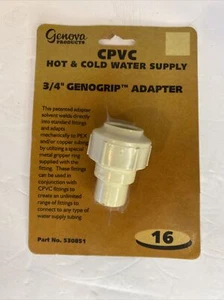 Genova
PRODUCTS
CPVC
HOT & COLD WATER SUPPLY
3/4" GENOGRIP™ ADAPTER
This patented adapter
solvent welds directly
into standard fittings
and adapts
mechanically to PEX
and/or copper tubing
by utilizing a special
metal gripper ring
supplied with the
fitting. These fittings
can be used in
conjunction with
CPVC fittings to
create an unlimited
range of fittings to
connect to any type of
water supply tubing.
Part No. 530851
16